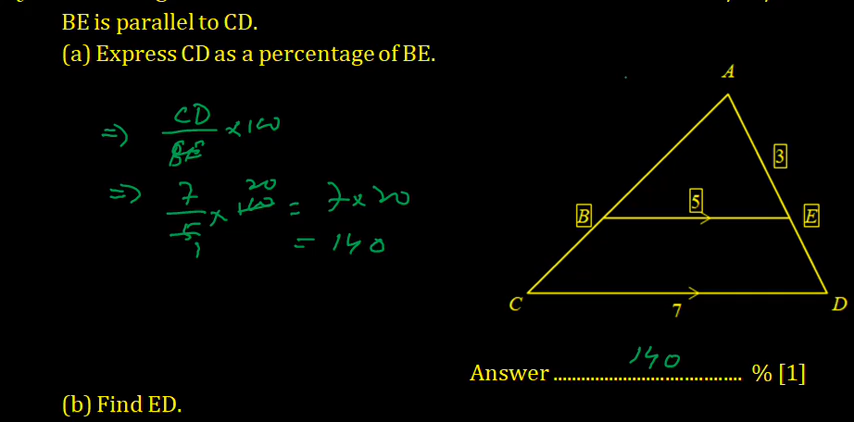 BE is parallel to CD.
(a) Express CD as a percentage of BE.
A
⇒ CD/BE × 100
3
⇒ 7/5 × 100 20 = 7 × 20
1
5
B
E
= 140
C
7
D
140
Answer ........................................ % [1]
(b) Find ED.